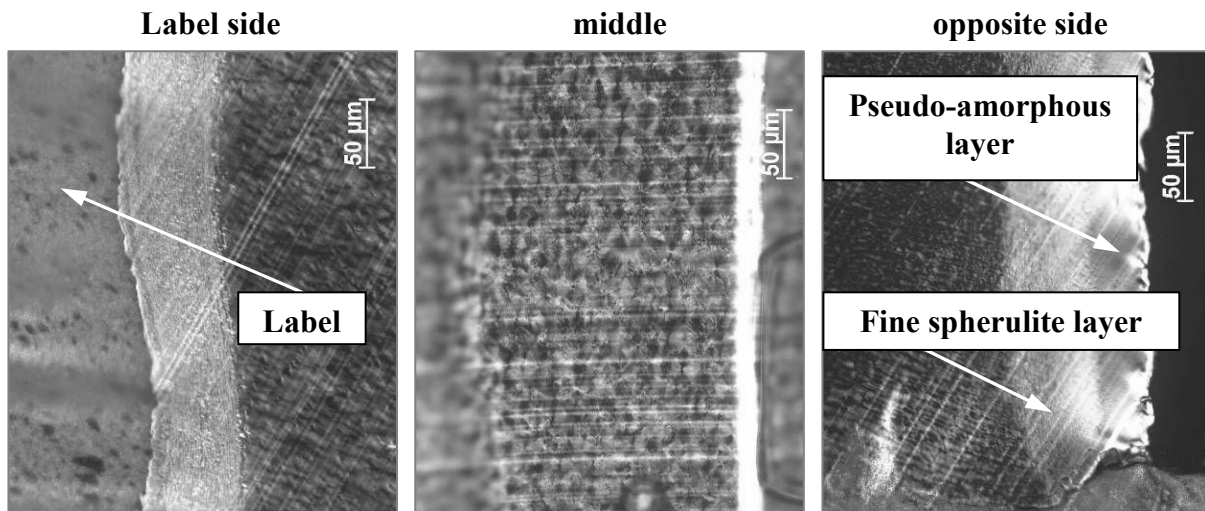 Label side
middle
opposite side
50 µm
Label
50 µm
Pseudo-amorphous
layer
50 µm
Fine spherulite layer